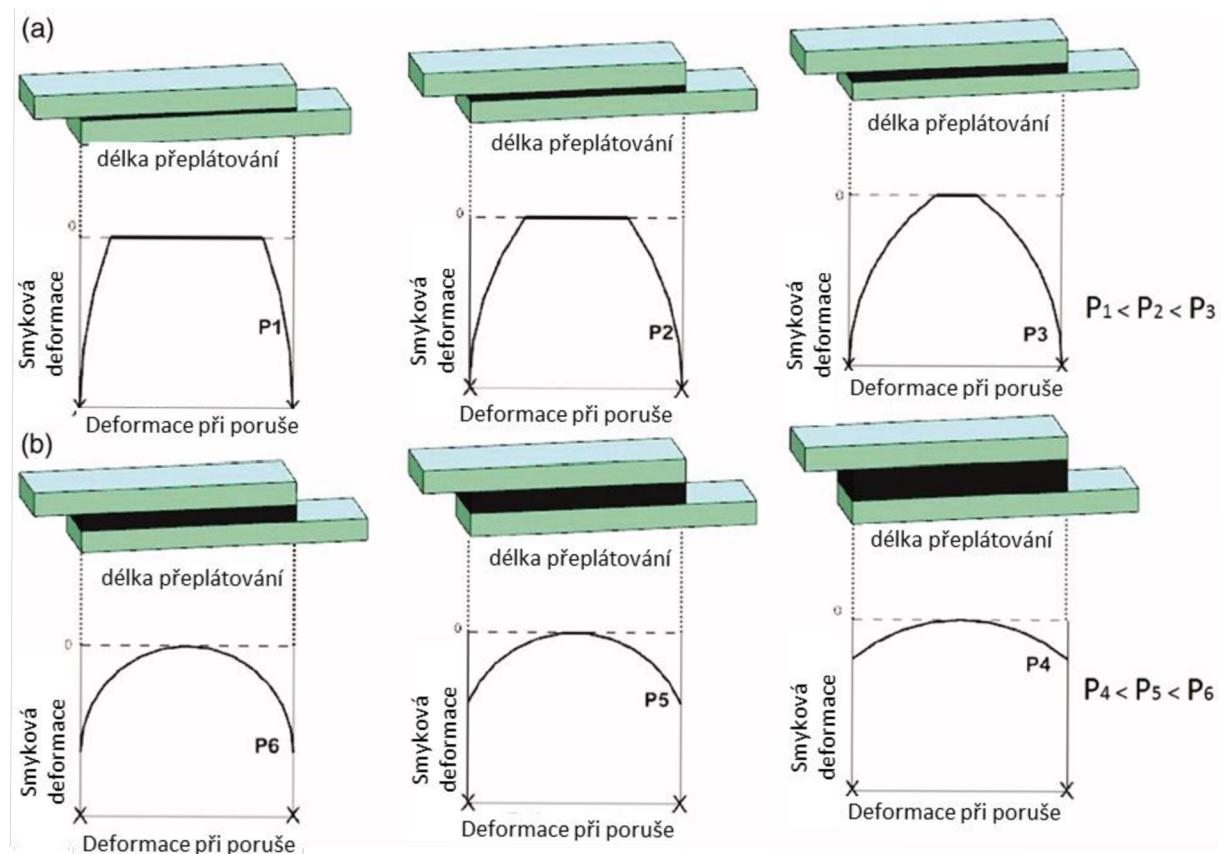 (a)
délka přeplátování
délka přeplátování
délka přeplátování
0
0
0
Smyková
deformace
P1
Smyková
deformace
P2
Smyková
deformace
P3
P1 < P2 < P3
Deformace při poruše
Deformace při poruše
Deformace při poruše
(b)
délka přeplátování
délka přeplátování
délka přeplátování
0
0
0
Smyková
deformace
P6
Smyková
deformace
P5
Smyková
deformace
P4
P4 < P5 < P6
Deformace při poruše
Deformace při poruše
Deformace při poruše